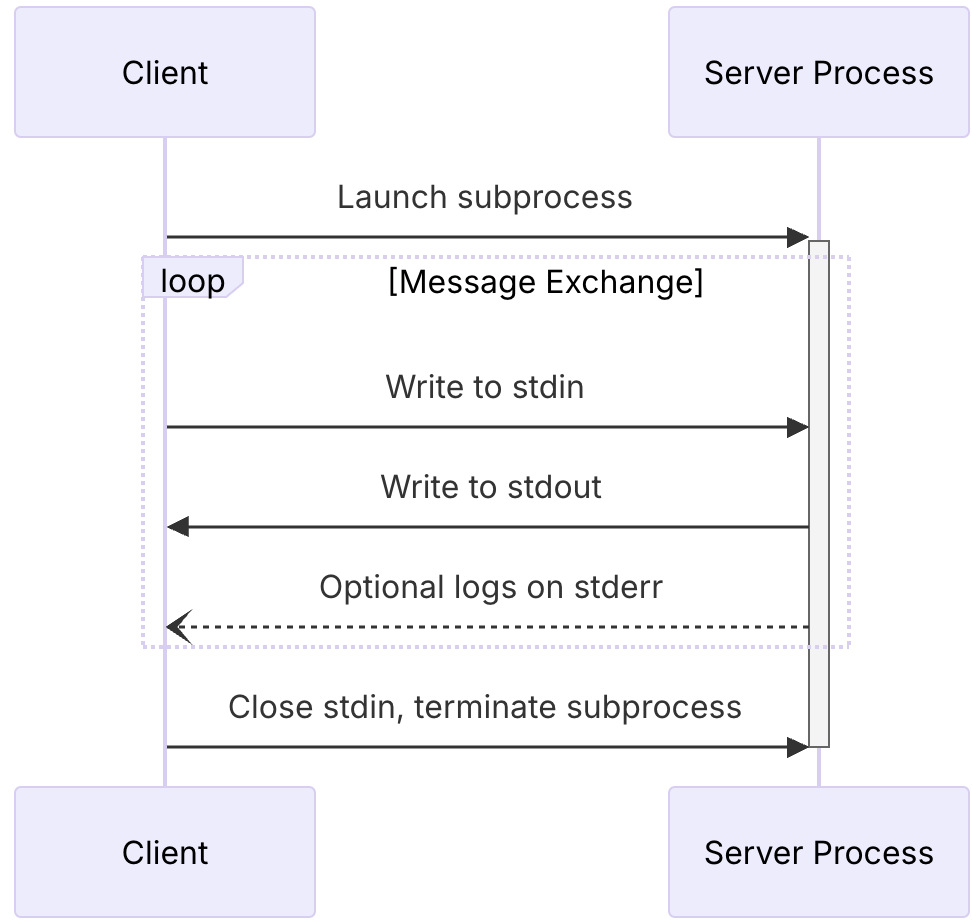 Client
Server Process
Launch subprocess
loop
[Message Exchange]
Write to stdin
Write to stdout
Optional logs on stderr
Close stdin, terminate subprocess
Client
Server Process